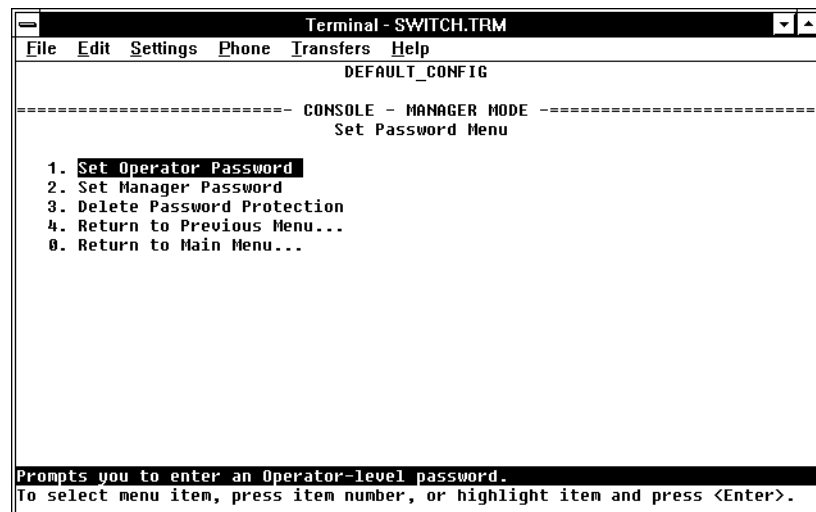 Terminal - SWITCH.TRM
File Edit Settings Phone Transfers Help
DEFAULT_CONFIG
==========================- CONSOLE - MANAGER MODE -==========================
Set Password Menu
1. Set Operator Password
2. Set Manager Password
3. Delete Password Protection
4. Return to Previous Menu...
0. Return to Main Menu...
Prompts you to enter an Operator-level password.
To select menu item, press item number, or highlight item and press <Enter>.